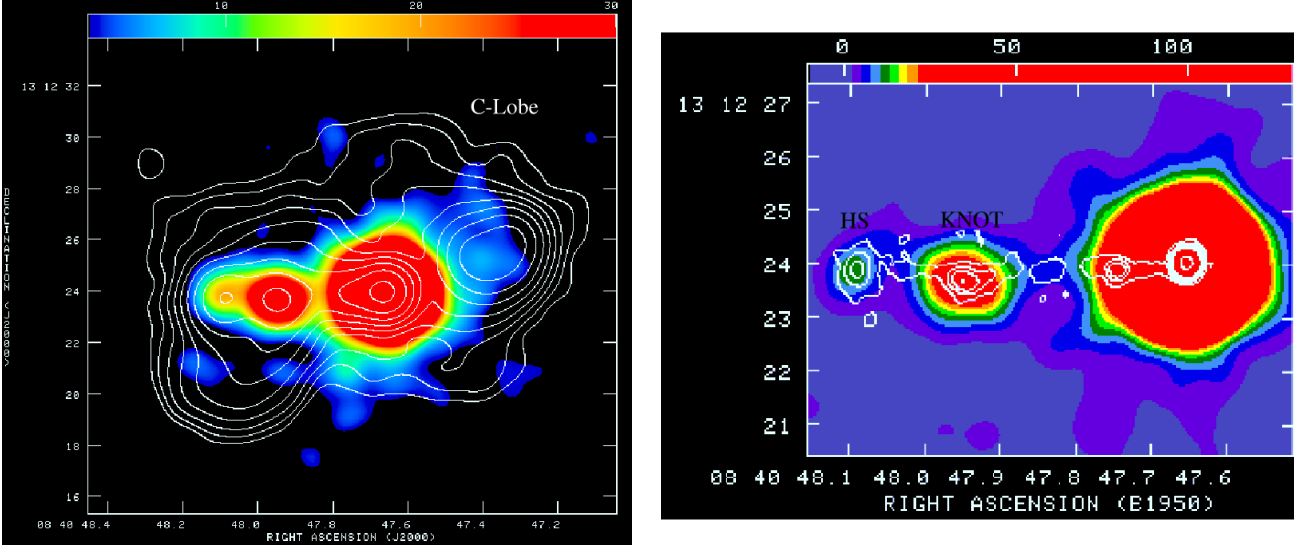 10 20 30
C-Lobe
13 12 32
30
28
26
24
22
20
18
16
DECLINATION (J2000)
08 40 48.4 48.2 48.0 47.8 47.6 47.4 47.2
RIGHT ASCENSION (J2000)
0 50 100
13 12 27
26
25
24
23
22
21
HS KNOT
08 40 48.1 48.0 47.9 47.8 47.7 47.6
RIGHT ASCENSION (B1950)